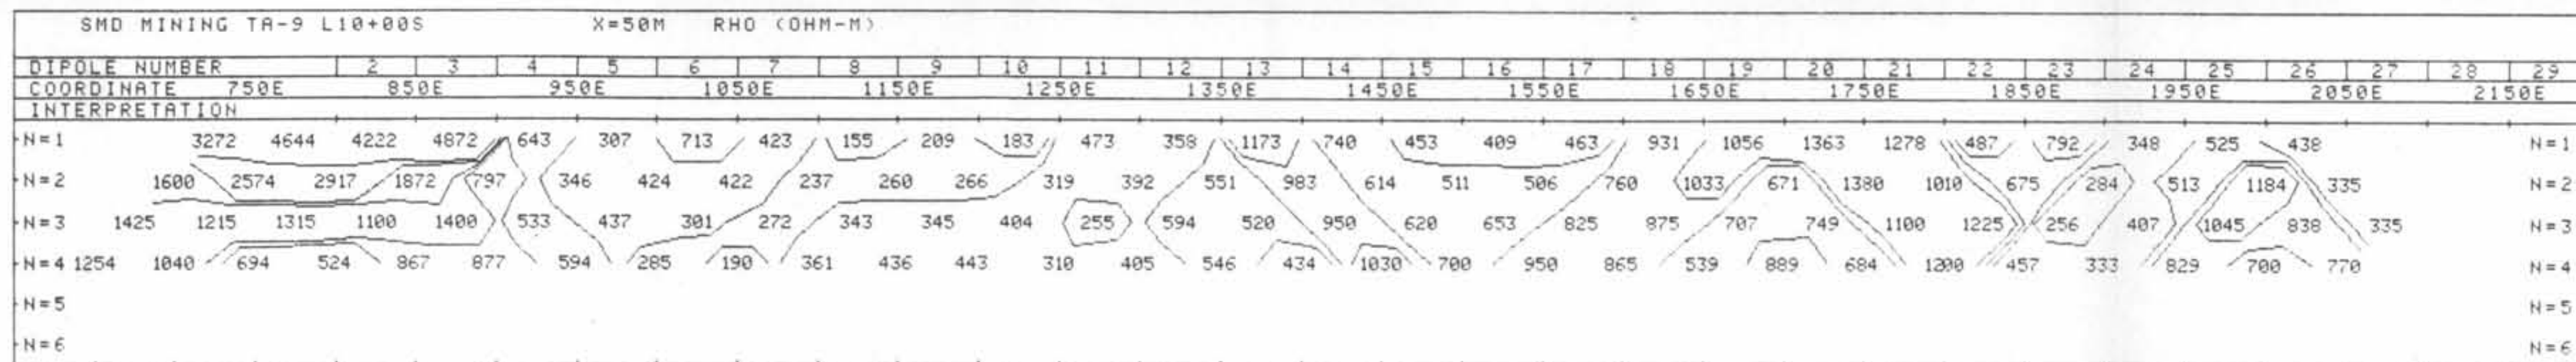 SMD MINING TA-9 L10+00S X=50M RHO (OHM-M)
DIPOLE NUMBER 2 3 4 5 6 7 8 9 10 11 12 13 14 15 16 17 18 19 20 21 22 23 24 25 26 27 28 29
COORDINATE 750E 850E 950E 1050E 1150E 1250E 1350E 1450E 1550E 1650E 1750E 1850E 1950E 2050E 2150E
INTERPRETATION
N=1 3272 4644 4222 4872 643 307 713 423 155 209 183 473 358 1173 740 453 409 463 931 1056 1363 1278 487 792 348 525 438 N=1
N=2 1600 2574 2917 1872 797 346 424 422 237 260 266 319 392 551 983 614 511 506 760 1033 671 1380 1010 675 284 513 1184 335 N=2
N=3 1425 1215 1315 1100 1400 533 437 301 272 343 345 404 255 594 520 950 620 653 825 875 707 749 1100 1225 256 407 1045 838 335 N=3
N=4 1254 1040 694 524 867 877 594 285 190 361 436 443 310 405 546 434 1030 700 950 865 539 889 684 1200 457 333 829 700 770 N=4
N=5 N=5
N=6 N=6